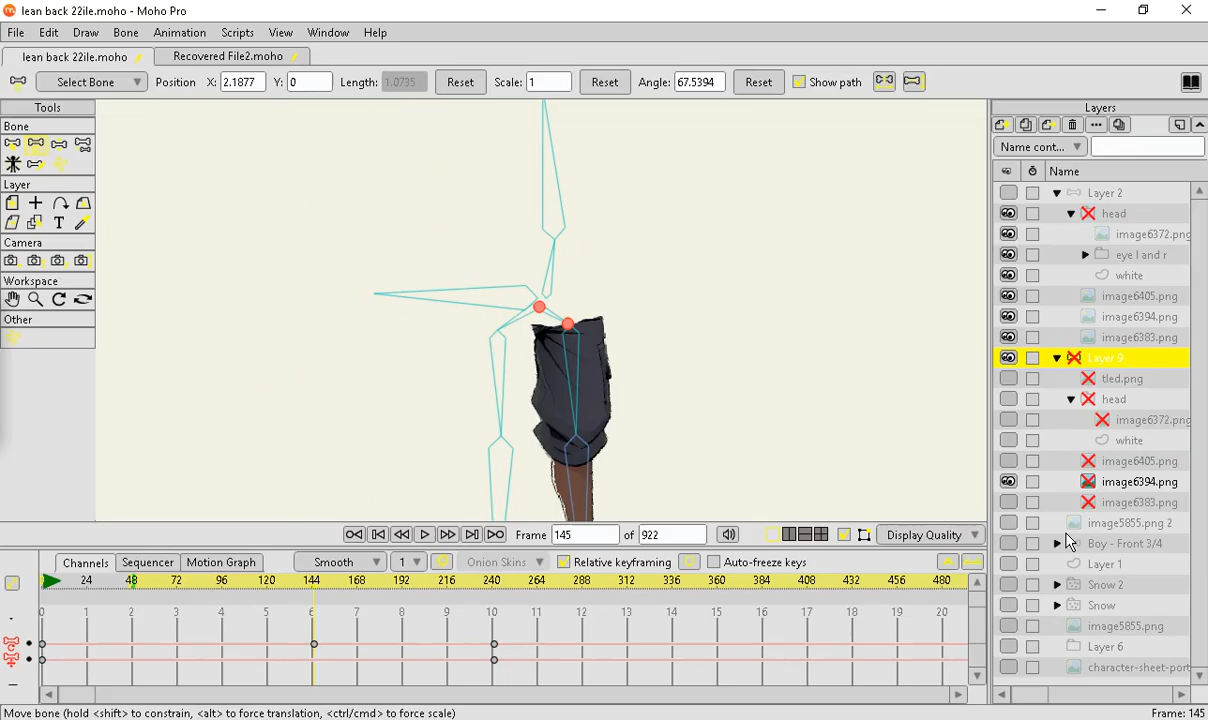 lean back 22ile.moho - Moho Pro
File Edit Draw Bone Animation Scripts View Window Help
lean back 22ile.moho Recovered File2.moho
Select Bone Position X: 2.1877 Y: 0 Length: 1.0735 Reset Scale: 1 Reset Angle: 67.5394 Reset Show path
Tools
Bone
Layer
T
Camera
Workspace
Other
Layers
Name cont...
Name
Layer 2
head
image6372.png
eye l and r
white
image6405.png
image6394.png
image6383.png
Layer 9
tled.png
head
image6372.png
white
image6405.png
image6394.png
image6383.png
image5855.png 2
Boy - Front 3/4
Layer 1
Snow 2
Snow
image5855.png
Layer 6
character-sheet-port
Frame 145 of 922 Display Quality
Channels Sequencer Motion Graph Smooth 1 Onion Skins Relative keyframing Auto-freeze keys
24 48 72 96 120 144 168 192 216 240 264 288 312 336 360 384 408 432 456 480
0 1 2 3 4 5 6 7 8 9 10 11 12 13 14 15 16 17 18 19 20
Move bone (hold <shift> to constrain, <alt> to force translation, <ctrl/cmd> to force scale) Frame: 145